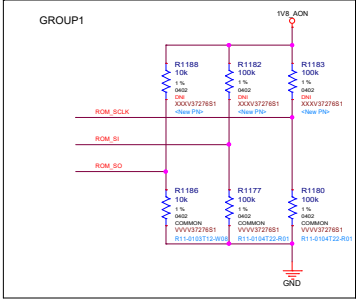 GROUP1
1V8_AON
R1188
10k
1 %
0402
DNI
XXXV37276S1
<New PN>
R1182
100k
1 %
0402
DNI
XXXV37276S1
<New PN>
R1183
100k
1 %
0402
DNI
XXXV37276S1
<New PN>
ROM_SCLK
ROM_SI
ROM_SO
R1186
10k
1 %
0402
COMMON
VVVV37276S1
R11-0103T12-W08
R1177
100k
1 %
0402
COMMON
VVVV37276S1
R11-0104T22-R01
R1180
100k
1 %
0402
COMMON
VVVV37276S1
R11-0104T22-R01
GND